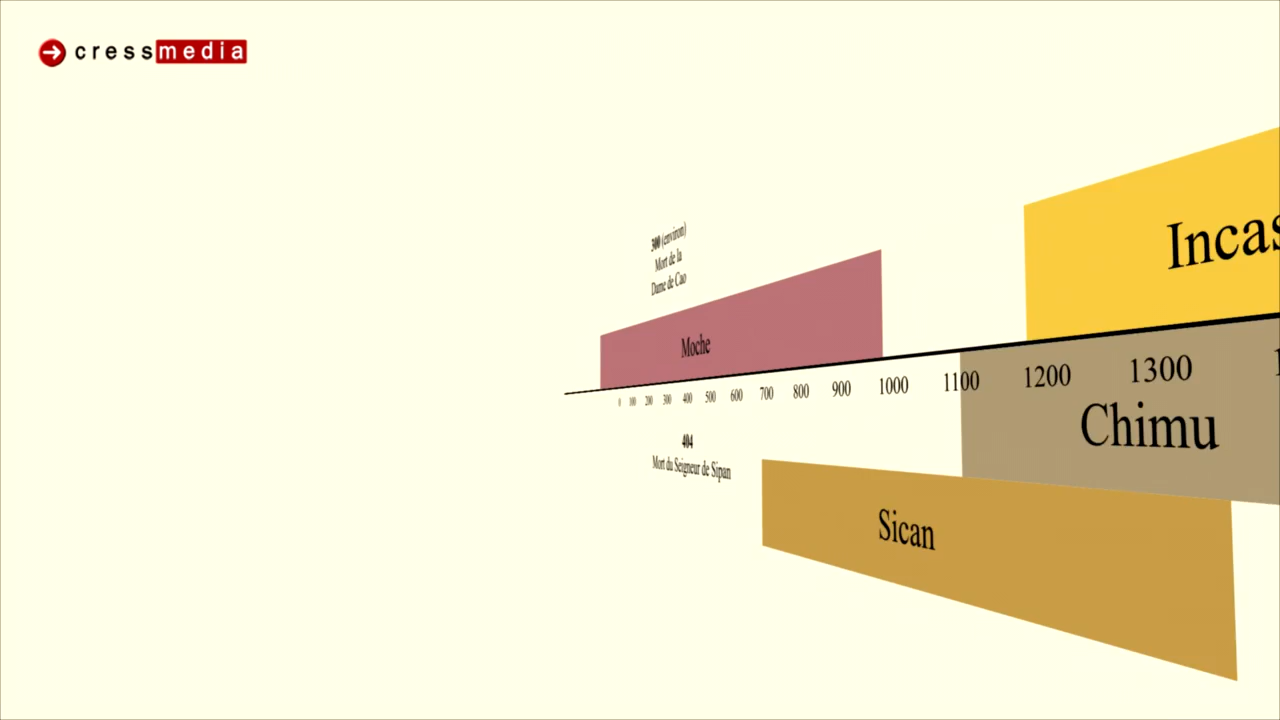 cressmedia
300 (environ)
Mort de la
Dame de Cao
Incas
Moche
0 100 200 300 400 500 600 700 800 900 1000 1100 1200 1300
Chimu
404
Mort du Seigneur de Sipan
Sican